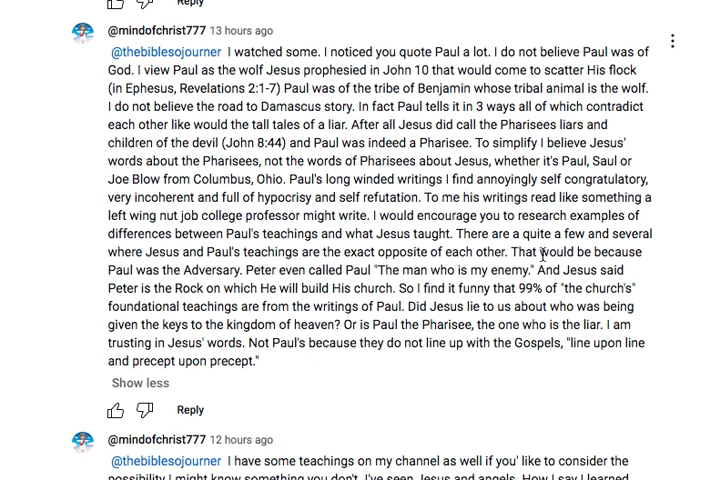 Reply
@mindofchrist777 13 hours ago
@thebiblesojourner I watched some. I noticed you quote Paul a lot. I do not believe Paul was of
God. I view Paul as the wolf Jesus prophesied in John 10 that would come to scatter His flock
(in Ephesus, Revelations 2:1-7) Paul was of the tribe of Benjamin whose tribal animal is the wolf.
I do not believe the road to Damascus story. In fact Paul tells it in 3 ways all of which contradict
each other like would the tall tales of a liar. After all Jesus did call the Pharisees liars and
children of the devil (John 8:44) and Paul was indeed a Pharisee. To simplify I believe Jesus'
words about the Pharisees, not the words of Pharisees about Jesus, whether it's Paul, Saul or
Joe Blow from Columbus, Ohio. Paul's long winded writings I find annoyingly self congratulatory,
very incoherent and full of hypocrisy and self refutation. To me his writings read like something a
left wing nut job college professor might write. I would encourage you to research examples of
differences between Paul's teachings and what Jesus taught. There are a quite a few and several
where Jesus and Paul's teachings are the exact opposite of each other. That would be because
Paul was the Adversary. Peter even called Paul "The man who is my enemy." And Jesus said
Peter is the Rock on which He will build His church. So I find it funny that 99% of "the church's"
foundational teachings are from the writings of Paul. Did Jesus lie to us about who was being
given the keys to the kingdom of heaven? Or is Paul the Pharisee, the one who is the liar. I am
trusting in Jesus' words. Not Paul's because they do not line up with the Gospels, "line upon line
and precept upon precept."
Show less
Reply
@mindofchrist777 12 hours ago
@thebiblesojourner I have some teachings on my channel as well if you' like to consider the
possibility I might know something you don't. I've seen Jesus and angels. How I say I learned